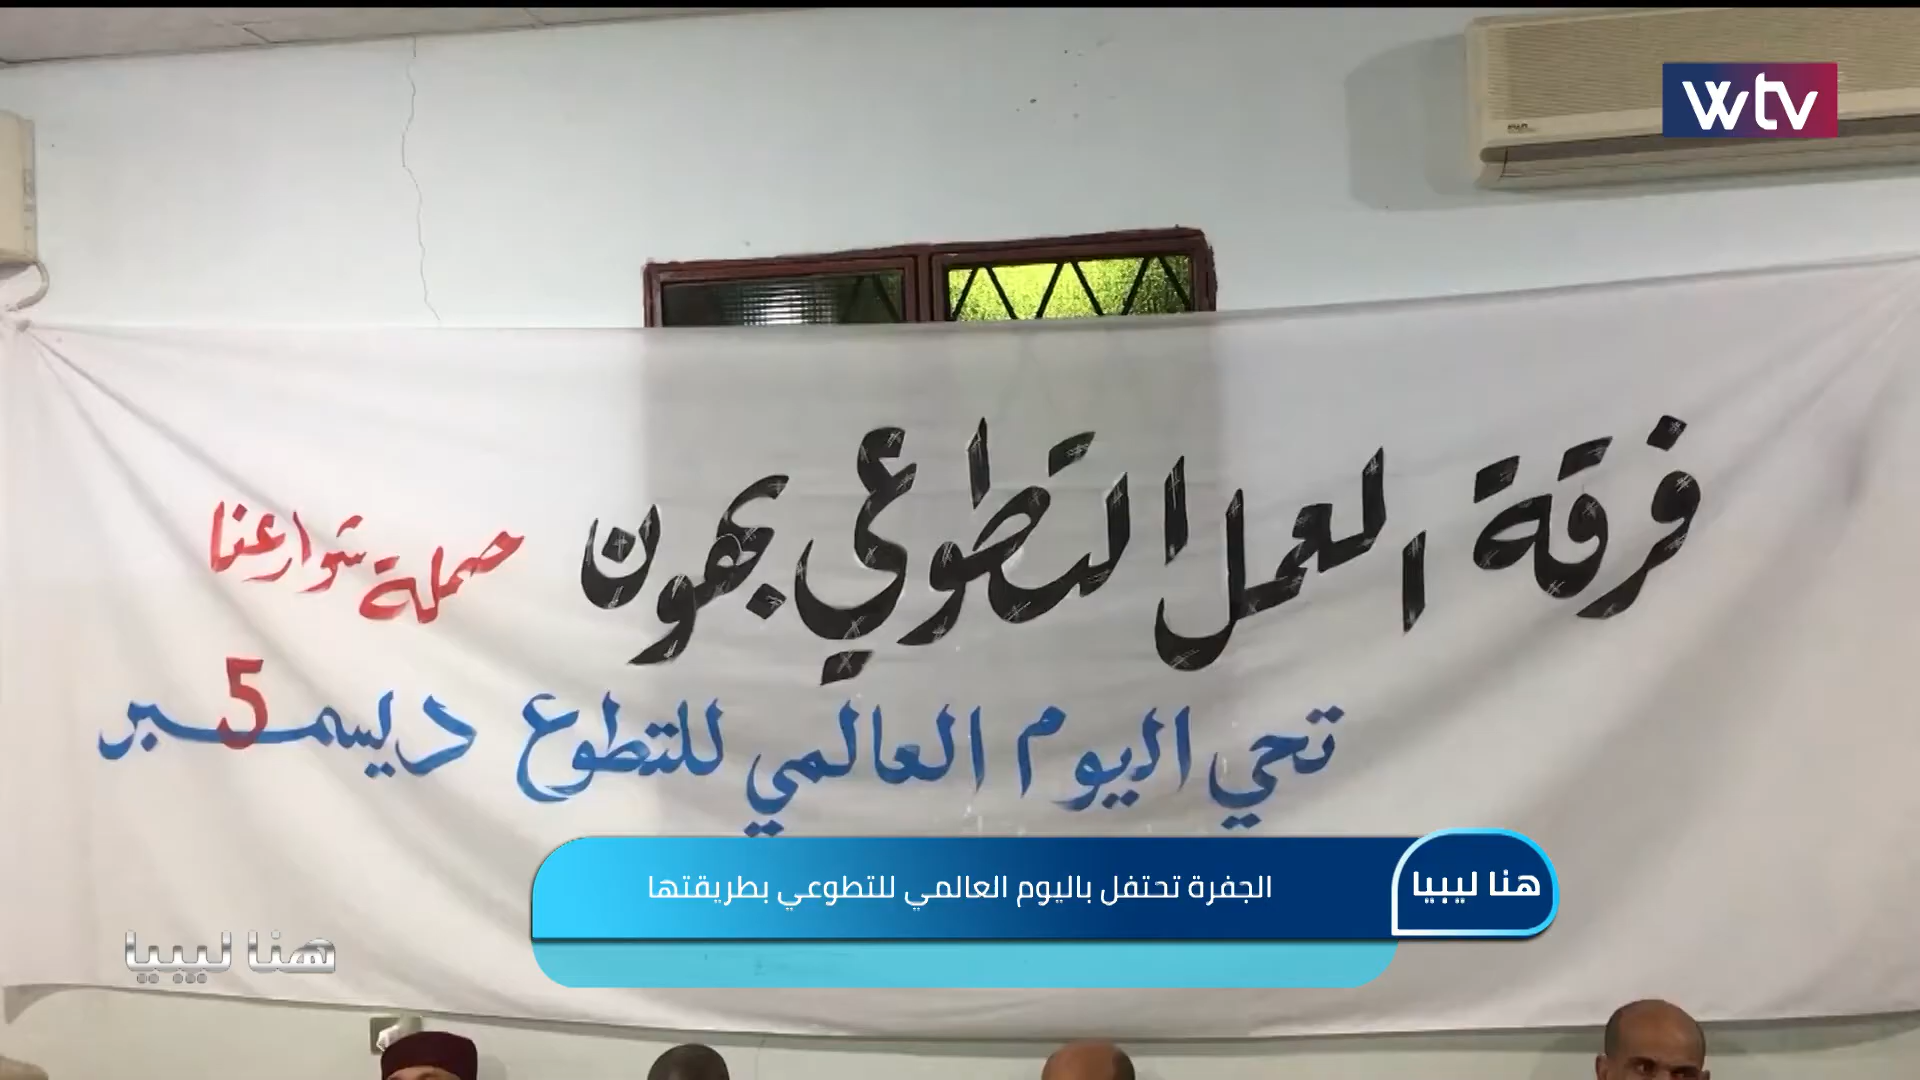 wtv
فرقة العمل التطوعي بهون حملة شوارعنا
تحي اليوم العالمي للتطوع 5 ديسمبر
هنا ليبيا
الجفرة تحتفل باليوم العالمي للتطوعي بطريقتها
هنا ليبيا